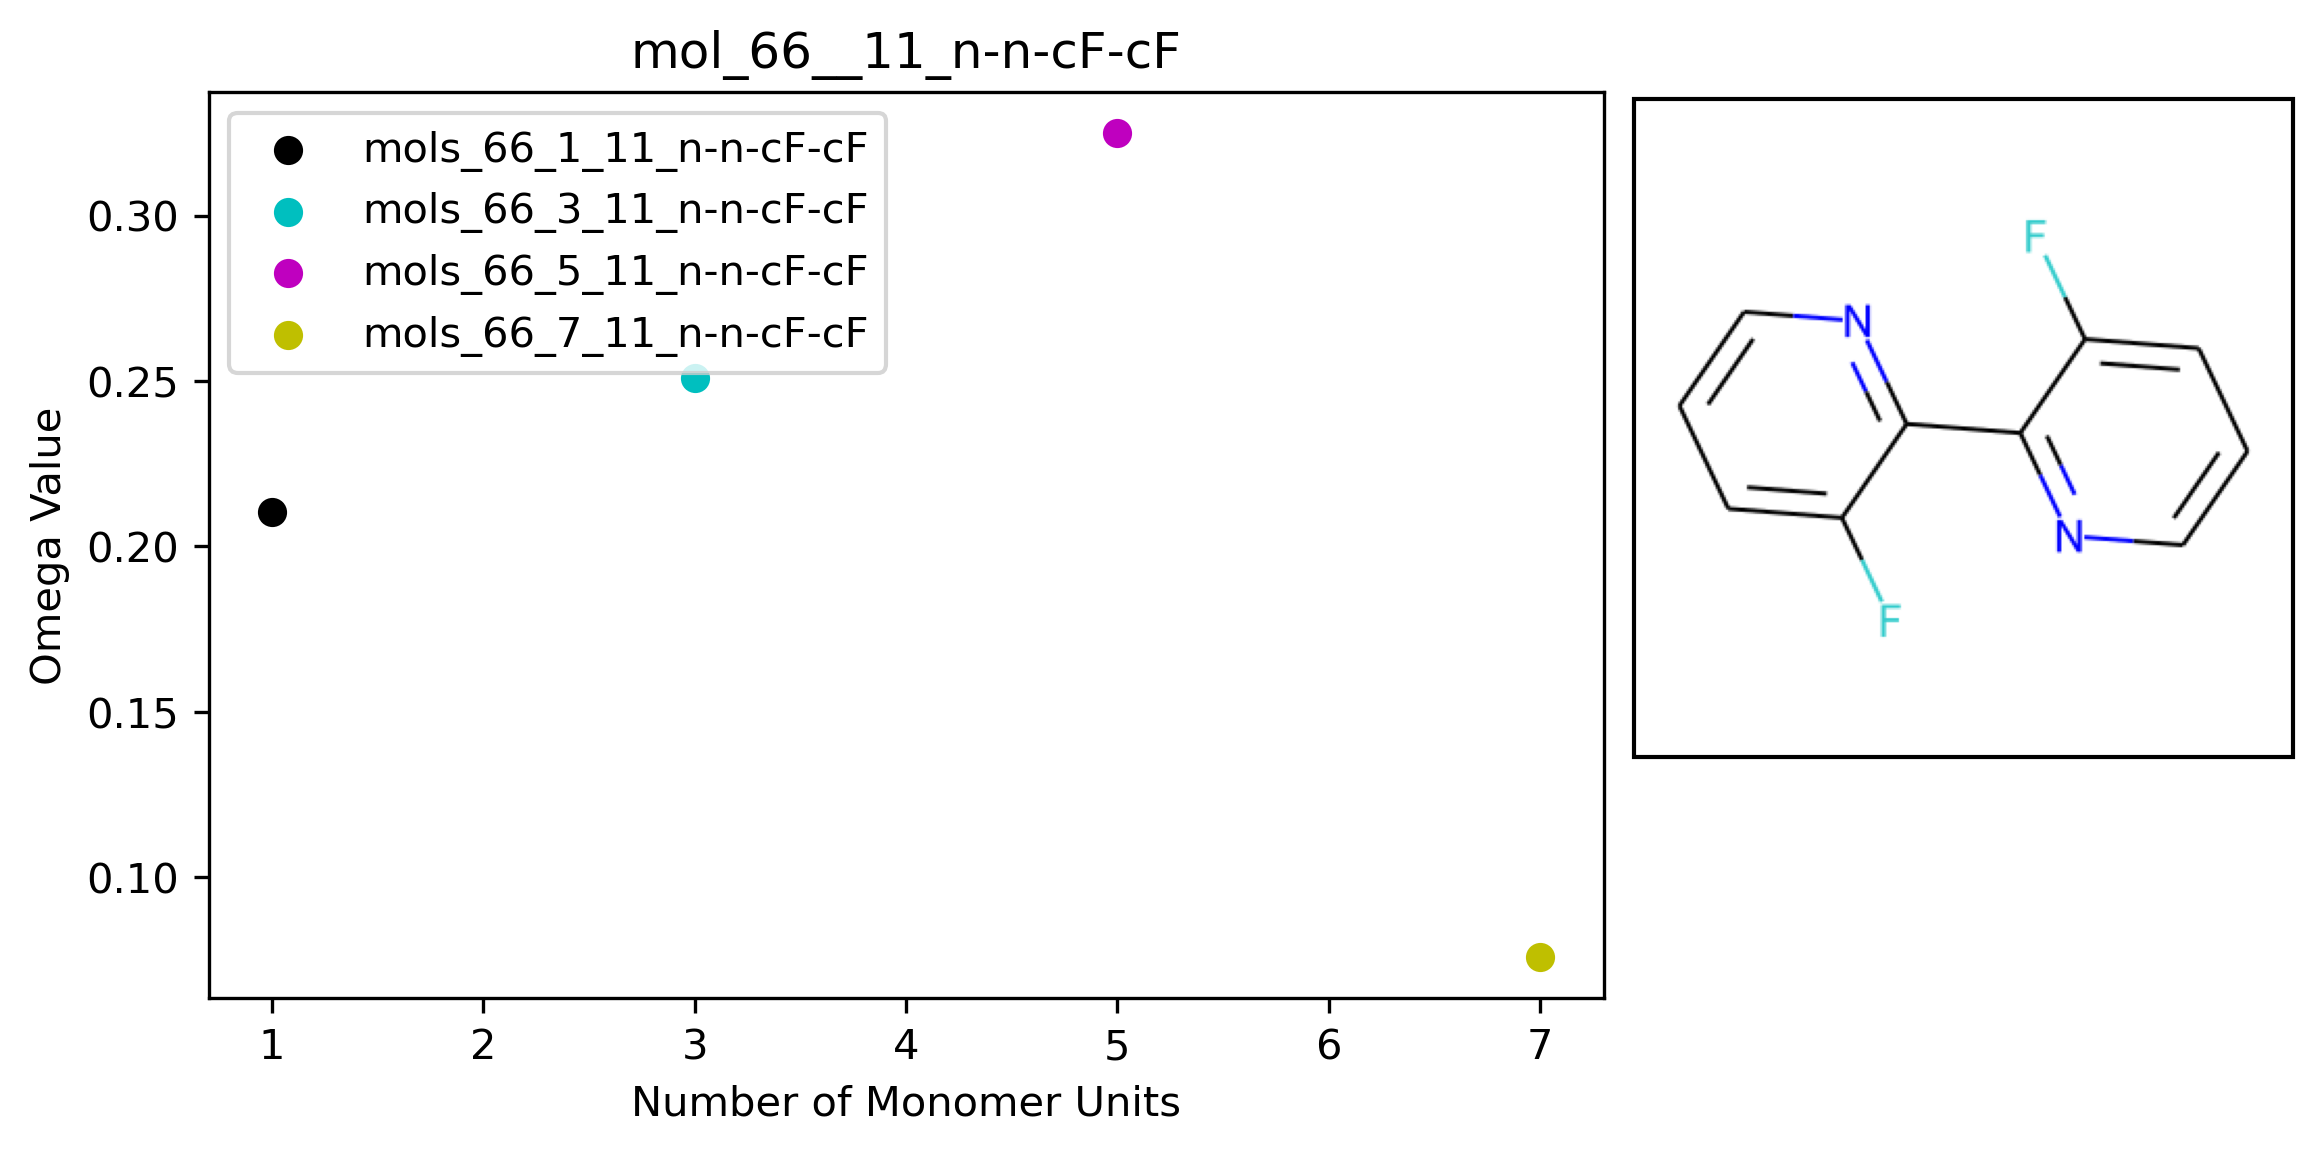 mol_66__11_n-n-cF-cF
mols_66_1_11_n-n-cF-cF
mols_66_3_11_n-n-cF-cF
mols_66_5_11_n-n-cF-cF
mols_66_7_11_n-n-cF-cF
0.30
0.25
0.20
0.15
0.10
Omega Value
1 2 3 4 5 6 7
Number of Monomer Units
F
N
N
F